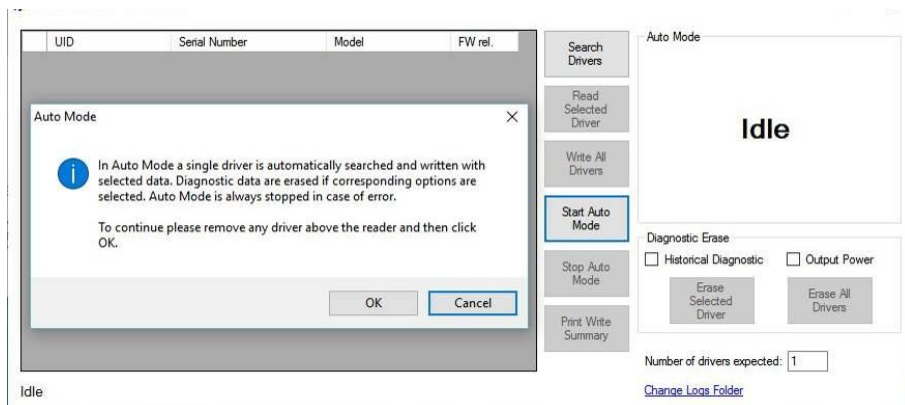 UID Serial Number Model FW rel.
Search
Drivers
Read
Selected
Driver
Write All
Drivers
Start Auto
Mode
Stop Auto
Mode
Print Write
Summary
Auto Mode
Idle
Auto Mode
In Auto Mode a single driver is automatically searched and written with
selected data. Diagnostic data are erased if corresponding options are
selected. Auto Mode is always stopped in case of error.
To continue please remove any driver above the reader and then click
OK.
OK Cancel
Diagnostic Erase
Historical Diagnostic Output Power
Erase
Selected
Driver
Erase All
Drivers
Number of drivers expected: 1
Change Logs Folder
Idle